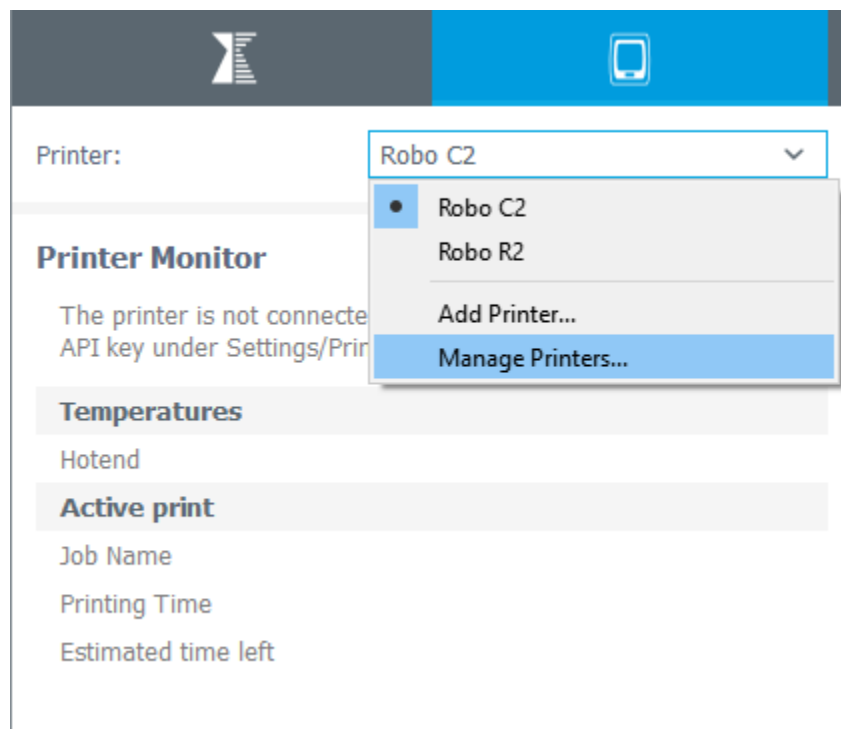 Printer:
Robo C2
Robo C2
Robo R2
Add Printer...
Manage Printers...
Printer Monitor
The printer is not connecte
API key under Settings/Prin
Temperatures
Hotend
Active print
Job Name
Printing Time
Estimated time left